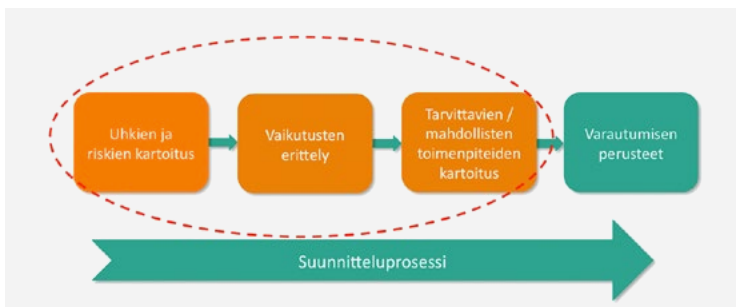 Uhkien ja
riskien kartoitus
Vaikutusten
erittely
Tarvittavien /
mahdollisten
toimenpiteiden
kartoitus
Varautumisen
perusteet
Suunnitteluprosessi